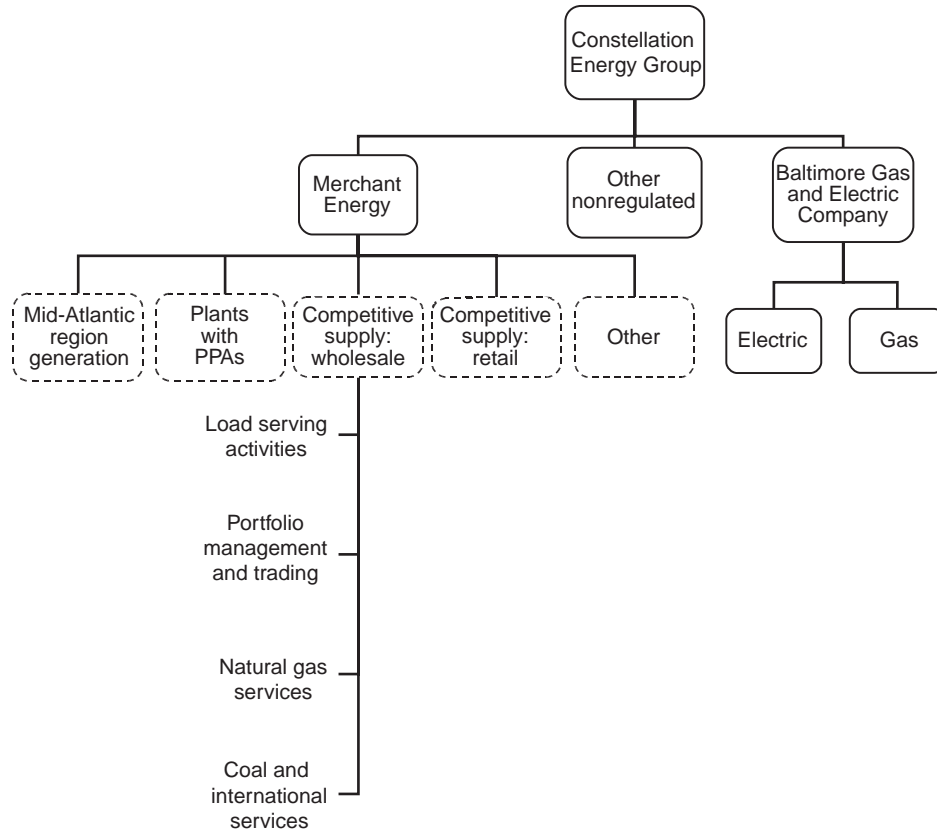 Constellation
Energy Group
Merchant
Energy
Other
nonregulated
Baltimore Gas
and Electric
Company
Mid-Atlantic
region
generation
Plants
with
PPAs
Competitive
supply:
wholesale
Competitive
supply:
retail
Other
Electric
Gas
Load serving
activities
Portfolio
management
and trading
Natural gas
services
Coal and
international
services